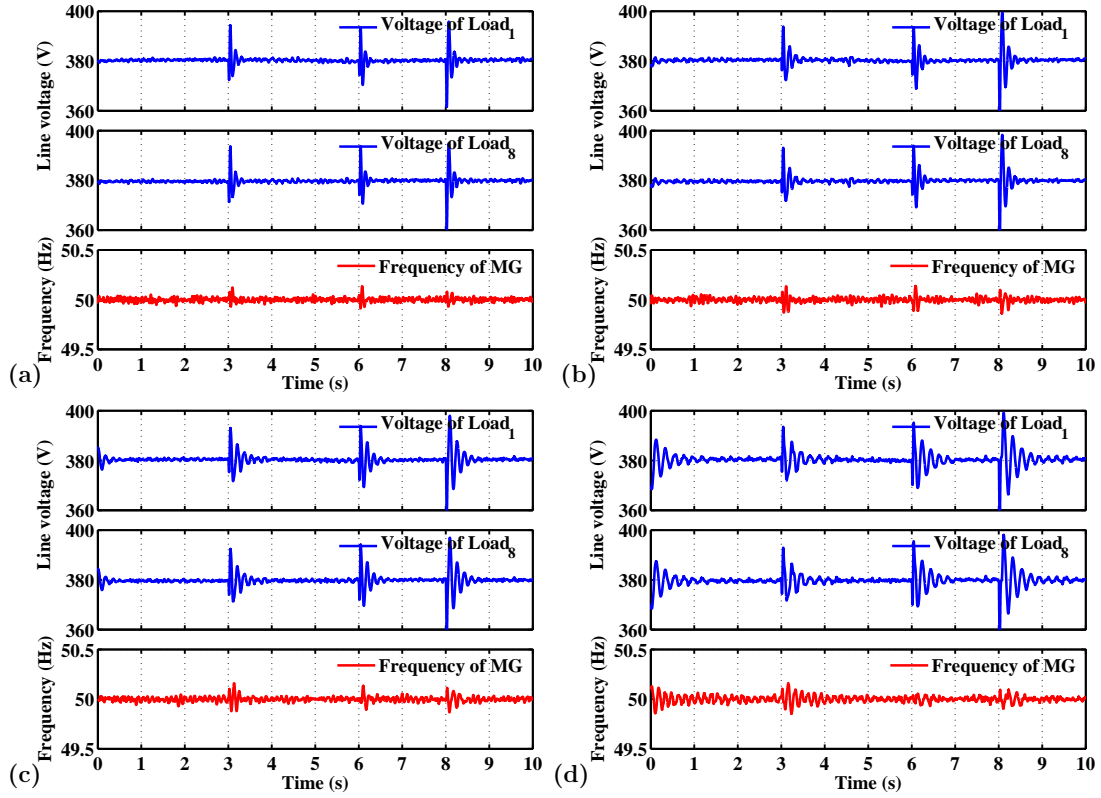 Line voltage (V)
400
380
360
Voltage of Load1
400
380
360
Voltage of Load8
Frequency (Hz)
50.5
50
49.5
Frequency of MG
0 1 2 3 4 5 6 7 8 9 10
Time (s)
(a)
Line voltage (V)
400
380
360
Voltage of Load1
400
380
360
Voltage of Load8
Frequency (Hz)
50.5
50
49.5
Frequency of MG
0 1 2 3 4 5 6 7 8 9 10
Time (s)
(b)
Line voltage (V)
400
380
360
Voltage of Load1
400
380
360
Voltage of Load8
Frequency (Hz)
50.5
50
49.5
Frequency of MG
0 1 2 3 4 5 6 7 8 9 10
Time (s)
(c)
Line voltage (V)
400
380
360
Voltage of Load1
400
380
360
Voltage of Load8
Frequency (Hz)
50.5
50
49.5
Frequency of MG
0 1 2 3 4 5 6 7 8 9 10
Time (s)
(d)